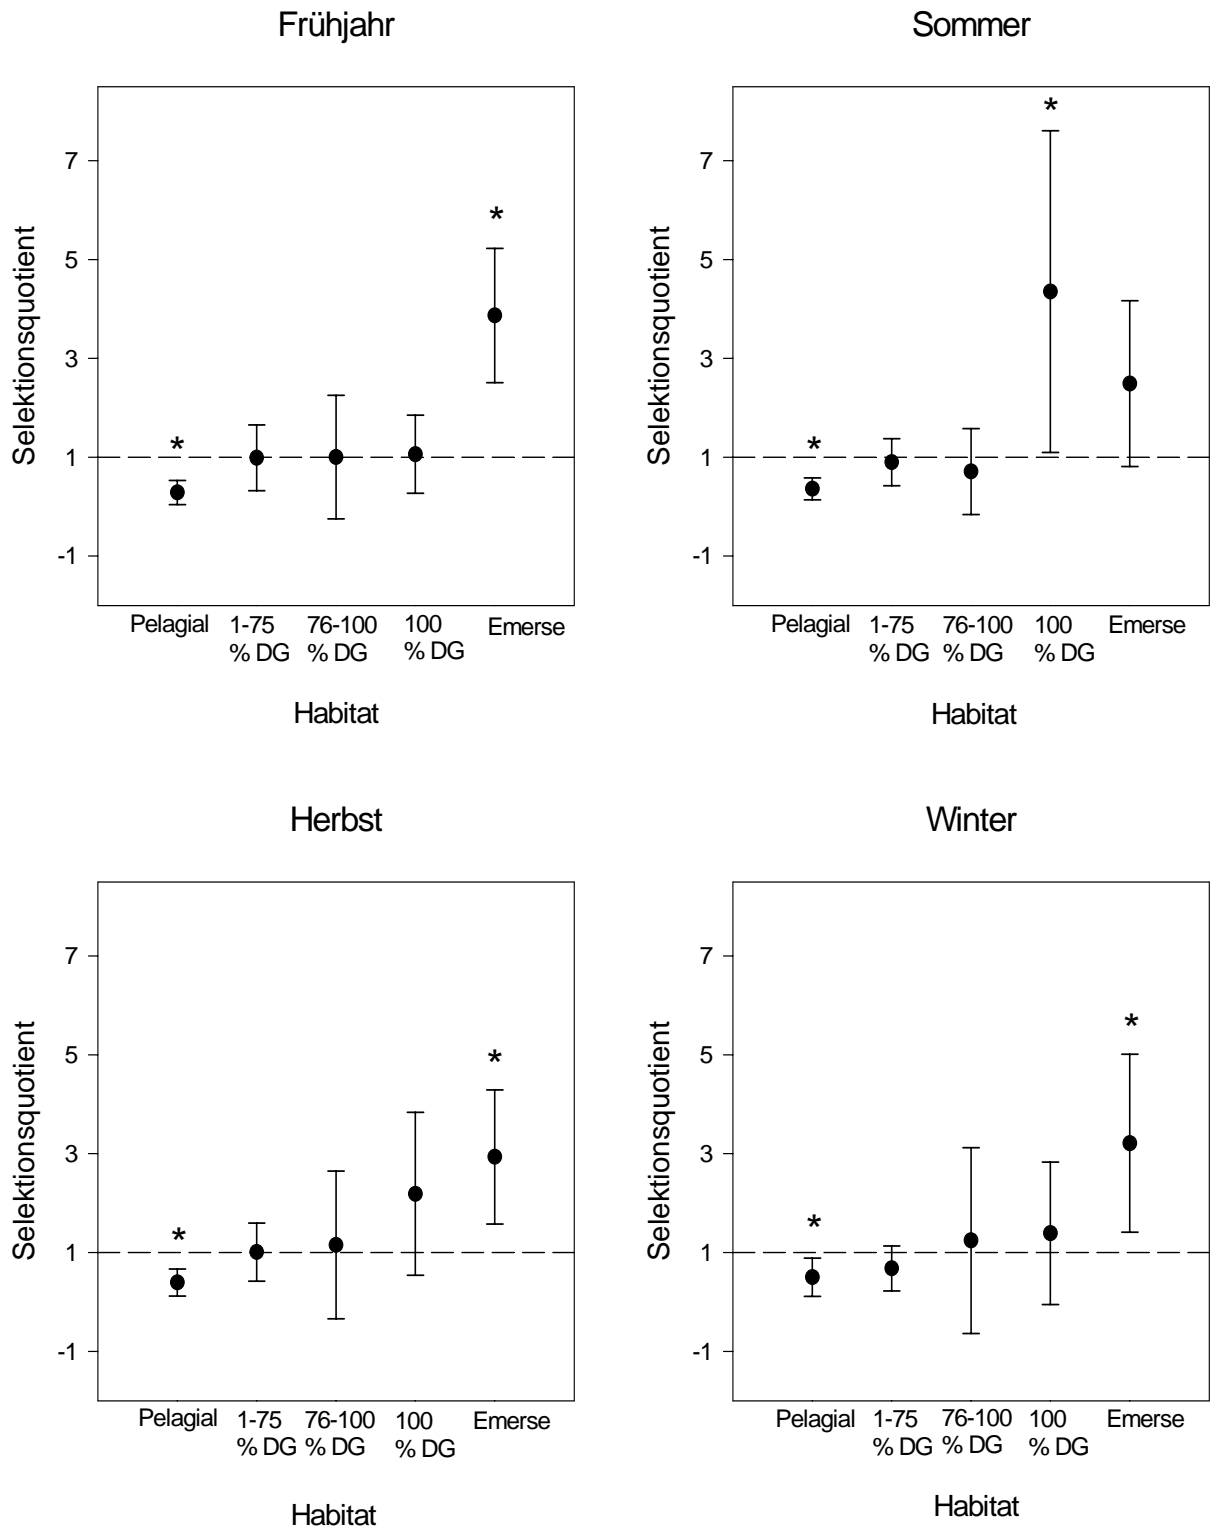 Frühjahr
*
*
7
5
3
1
-1
Selektionsquotient
Pelagial 1-75 76-100 100 Emerse
% DG % DG % DG
Habitat
Sommer
*
*
7
5
3
1
-1
Selektionsquotient
Pelagial 1-75 76-100 100 Emerse
% DG % DG % DG
Habitat
Herbst
*
*
7
5
3
1
-1
Selektionsquotient
Pelagial 1-75 76-100 100 Emerse
% DG % DG % DG
Habitat
Winter
*
*
7
5
3
1
-1
Selektionsquotient
Pelagial 1-75 76-100 100 Emerse
% DG % DG % DG
Habitat